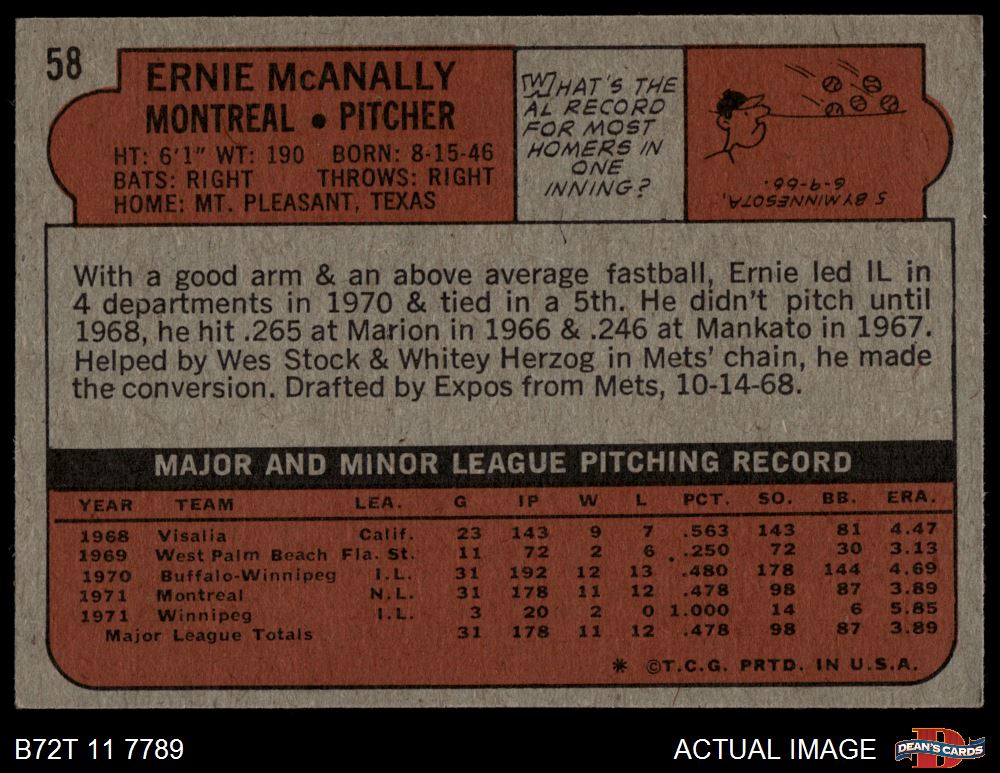 58
ERNIE McANALLY
MONTREAL • PITCHER
HT: 6'1" WT: 190 BORN: 8-15-46
BATS: RIGHT THROWS: RIGHT
HOME: MT. PLEASANT, TEXAS
WHAT'S THE
AL RECORD
FOR MOST
HOMERS IN
ONE
INNING?
5 BY MINNESOTA,
6-9-66.
With a good arm & an above average fastball, Ernie led IL in
4 departments in 1970 & tied in a 5th. He didn't pitch until
1968, he hit .265 at Marion in 1966 & .246 at Mankato in 1967.
Helped by Wes Stock & Whitey Herzog in Mets' chain, he made
the conversion. Drafted by Expos from Mets, 10-14-68.
MAJOR AND MINOR LEAGUE PITCHING RECORD
YEAR TEAM LEA. G IP W L PCT. SO. BB. ERA.
1968 Visalia Calif. 23 143 9 7 .563 143 81 4.47
1969 West Palm Beach Fla. St. 11 72 2 6 .250 72 30 3.13
1970 Buffalo-Winnipeg I.L. 31 192 12 13 .480 178 144 4.69
1971 Montreal N.L. 31 178 11 12 .478 98 87 3.89
1971 Winnipeg I.L. 3 20 2 0 1.000 14 6 5.85
Major League Totals 31 178 11 12 .478 98 87 3.89
* ©T.C.G. PRTD. IN U.S.A.
B72T 11 7789
ACTUAL IMAGE
DEAN'S CARDS